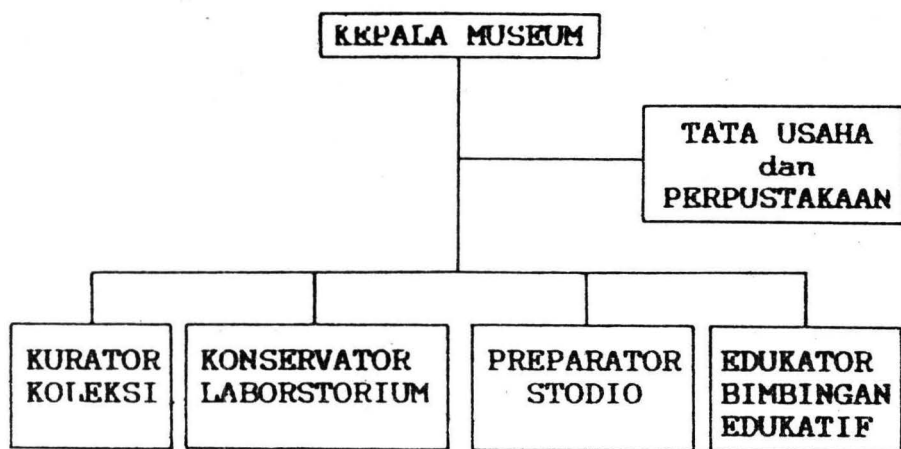 KEPALA MUSEUM
TATA USAHA
dan
PERPUSTAKAAN
KURATOR
KOLEKSI
KONSERVATOR
LABORSTORIUM
PREPARATOR
STODIO
EDUKATOR
BIMBINGAN
EDUKATIF